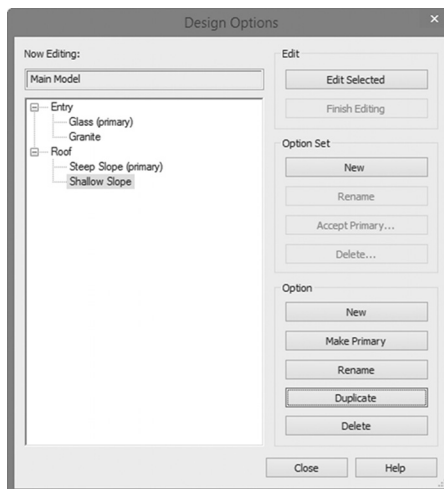 Design Options
Now Editing:
Main Model
Entry
Glass (primary)
Granite
Roof
Steep Slope (primary)
Shallow Slope
Edit
Edit Selected
Finish Editing
Option Set
New
Rename
Accept Primary...
Delete...
Option
New
Make Primary
Rename
Duplicate
Delete
Close
Help